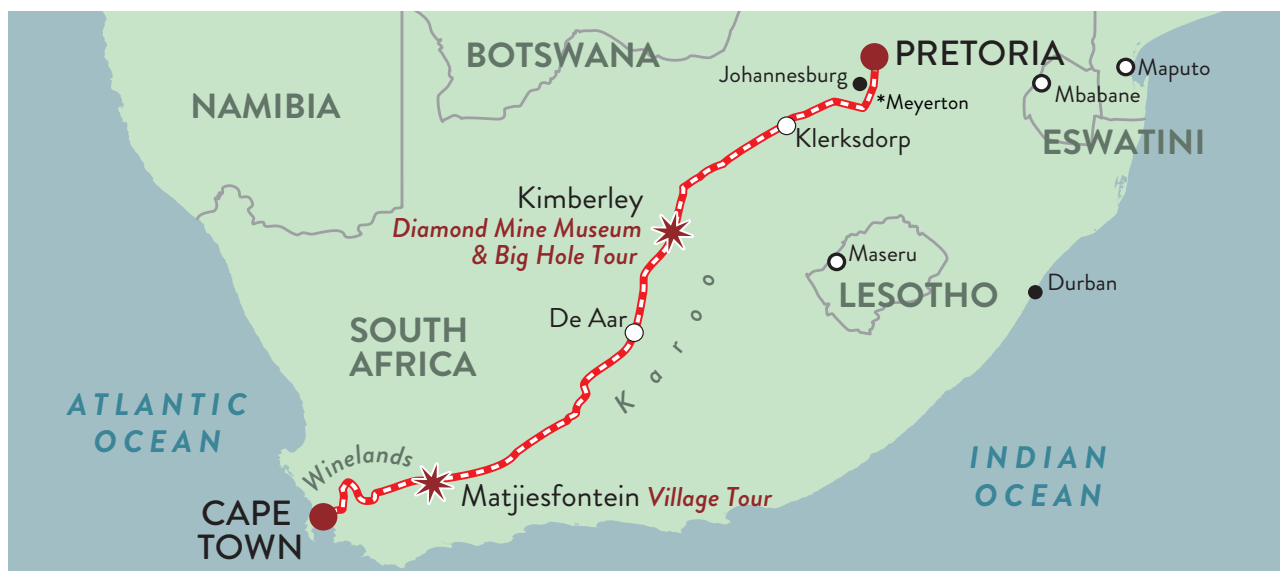 BOTSWANA
PRETORIA
Johannesburg
Maputo
NAMIBIA
*Meyerton
Mbabane
Klerksdorp
ESWATINI
Kimberley
Diamond Mine Museum
& Big Hole Tour
Maseru
LESOTHO
Durban
De Aar
SOUTH
AFRICA
Karoo
ATLANTIC
OCEAN
Winelands
INDIAN
OCEAN
Matjiesfontein Village Tour
CAPE
TOWN